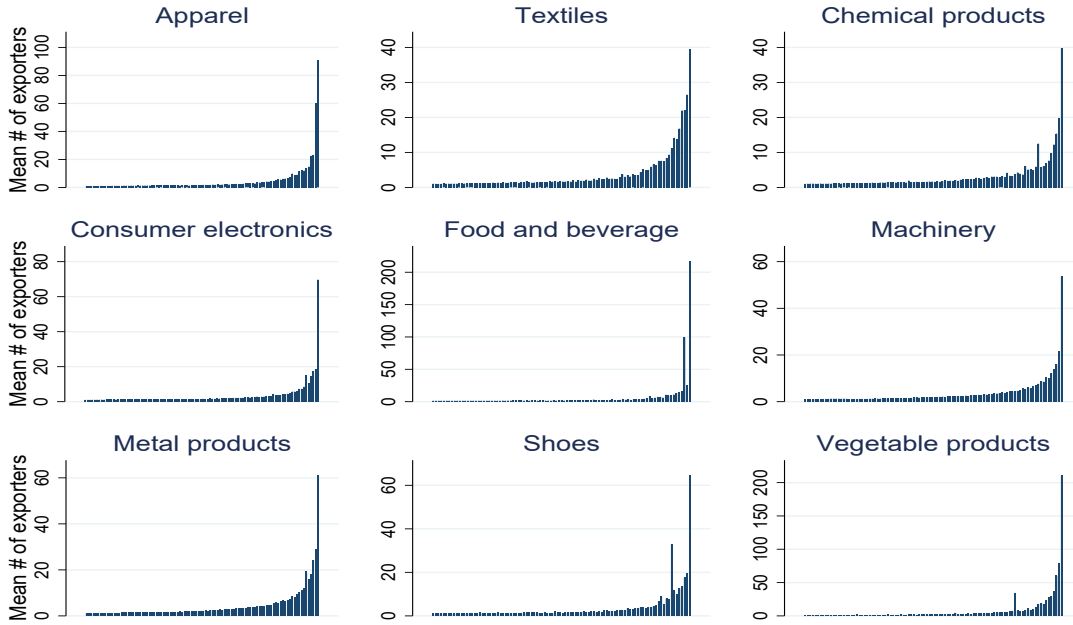 Apparel
Mean # of exporters
0 20 40 60 80 100
Textiles
0 10 20 30 40
Chemical products
0 10 20 30 40
Consumer electronics
Mean # of exporters
0 20 40 60 80
Food and beverage
0 50 100 150 200
Machinery
0 20 40 60
Metal products
Mean # of exporters
0 20 40 60
Shoes
0 20 40 60
Vegetable products
0 50 100 150 200